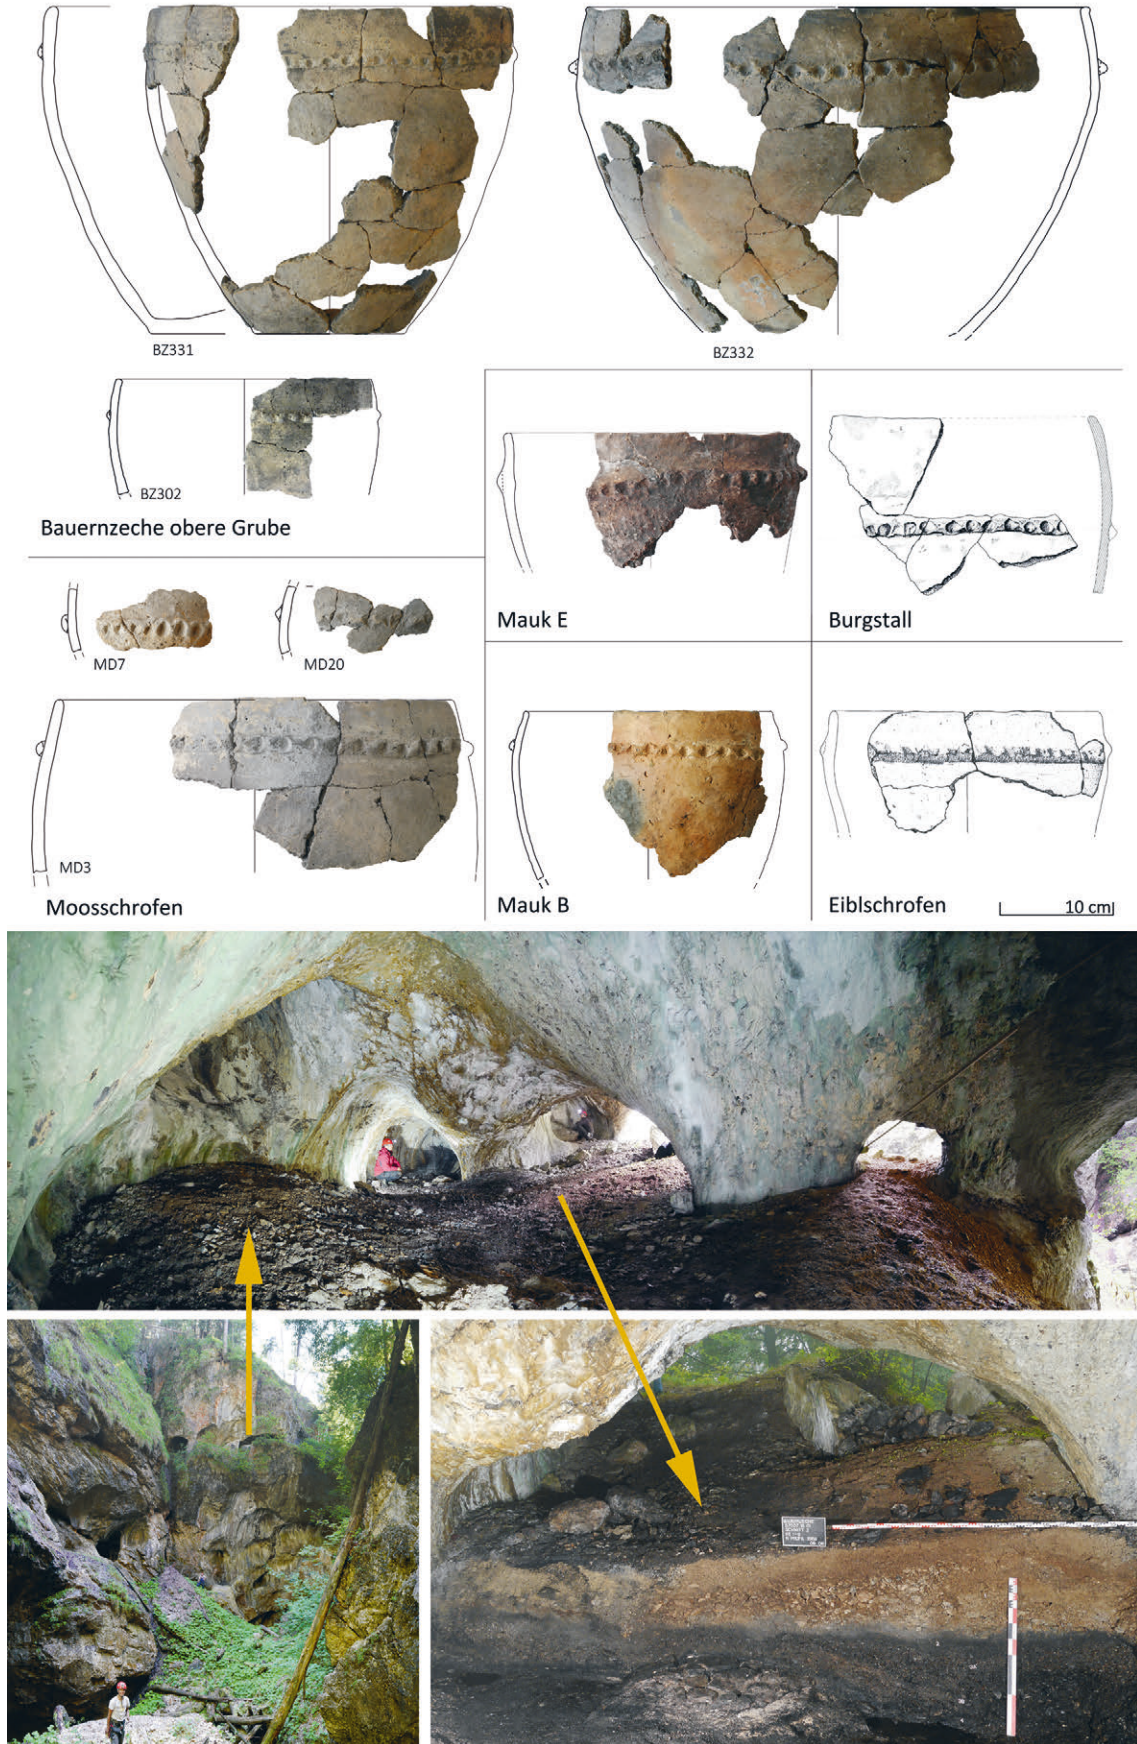 BZ331
BZ332
BZ302
Bauernzeche obere Grube
Mauk E
Burgstall
MD7
MD20
MD3
Moosschrofen
Mauk B
Eiblschrofen
10 cm